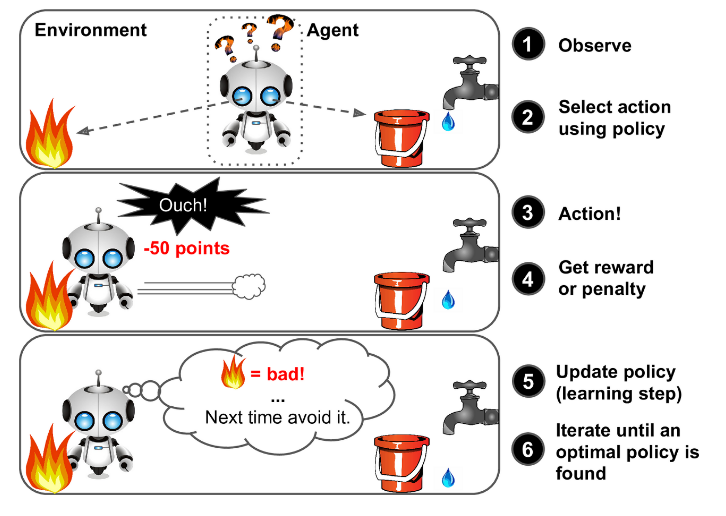 Environment
Agent
? ? ?
1 Observe
2 Select action
using policy
Ouch!
-50 points
3 Action!
4 Get reward
or penalty
= bad!
...
Next time avoid it.
5 Update policy
(learning step)
6 Iterate until an
optimal policy is
found